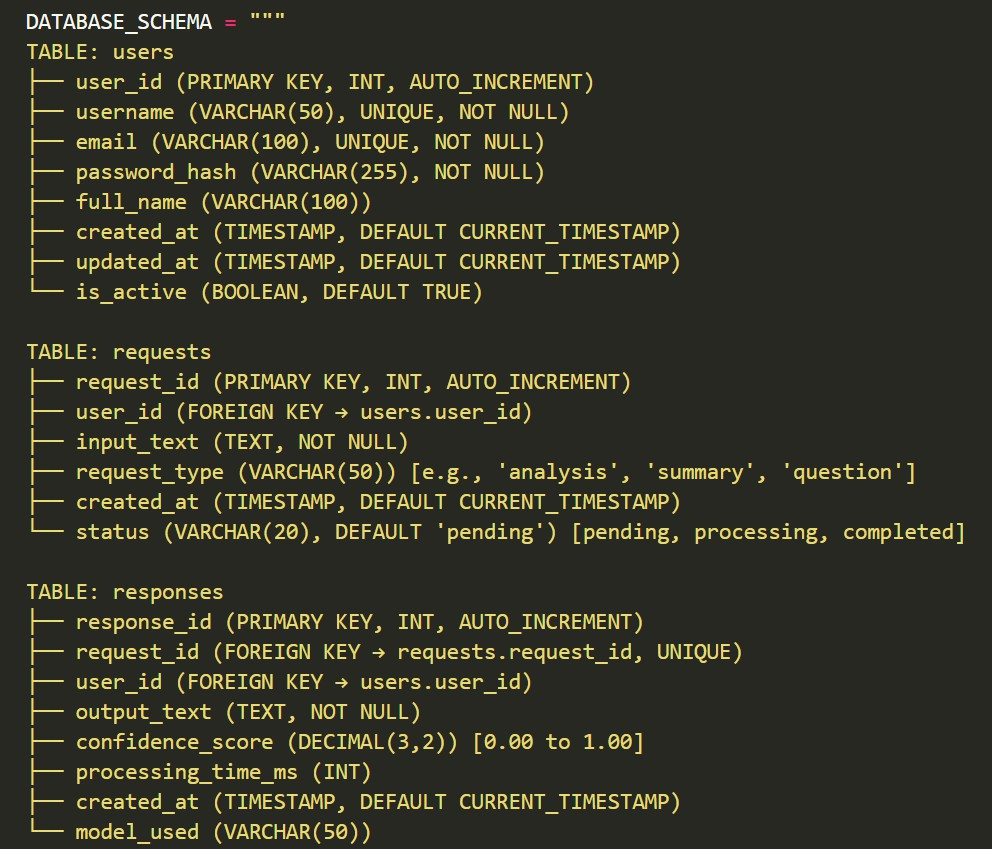 DATABASE_SCHEMA = """
TABLE: users
├── user_id (PRIMARY KEY, INT, AUTO_INCREMENT)
├── username (VARCHAR(50), UNIQUE, NOT NULL)
├── email (VARCHAR(100), UNIQUE, NOT NULL)
├── password_hash (VARCHAR(255), NOT NULL)
├── full_name (VARCHAR(100))
├── created_at (TIMESTAMP, DEFAULT CURRENT_TIMESTAMP)
├── updated_at (TIMESTAMP, DEFAULT CURRENT_TIMESTAMP)
└── is_active (BOOLEAN, DEFAULT TRUE)

TABLE: requests
├── request_id (PRIMARY KEY, INT, AUTO_INCREMENT)
├── user_id (FOREIGN KEY → users.user_id)
├── input_text (TEXT, NOT NULL)
├── request_type (VARCHAR(50)) [e.g., 'analysis', 'summary', 'question']
├── created_at (TIMESTAMP, DEFAULT CURRENT_TIMESTAMP)
└── status (VARCHAR(20), DEFAULT 'pending') [pending, processing, completed]

TABLE: responses
├── response_id (PRIMARY KEY, INT, AUTO_INCREMENT)
├── request_id (FOREIGN KEY → requests.request_id, UNIQUE)
├── user_id (FOREIGN KEY → users.user_id)
├── output_text (TEXT, NOT NULL)
├── confidence_score (DECIMAL(3,2)) [0.00 to 1.00]
├── processing_time_ms (INT)
├── created_at (TIMESTAMP, DEFAULT CURRENT_TIMESTAMP)
└── model_used (VARCHAR(50))